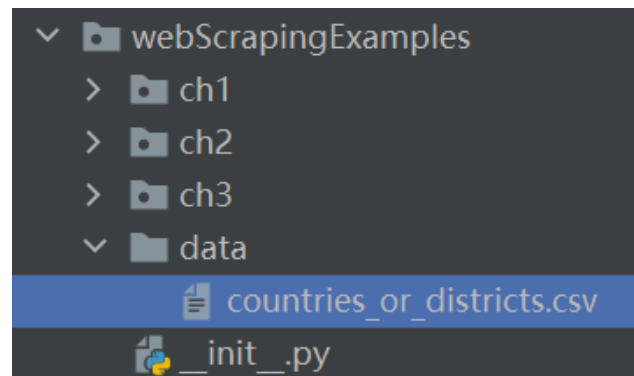 webScrapingExamples
ch1
ch2
ch3
data
countries_or_districts.csv
__init__.py